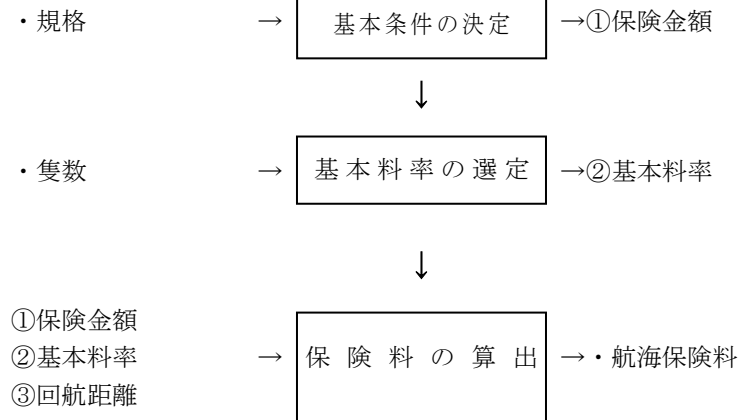 ・規格 → 基本条件の決定 →①保険金額
↓
・隻数 → 基本料率の選定 →②基本料率
↓
①保険金額
②基本料率 → 保険料の算出 →・航海保険料
③回航距離